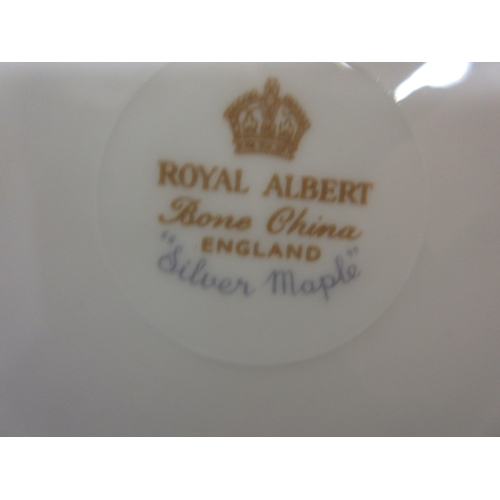 ROYAL ALBERT
Bone China
ENGLAND
"Silver Maple"